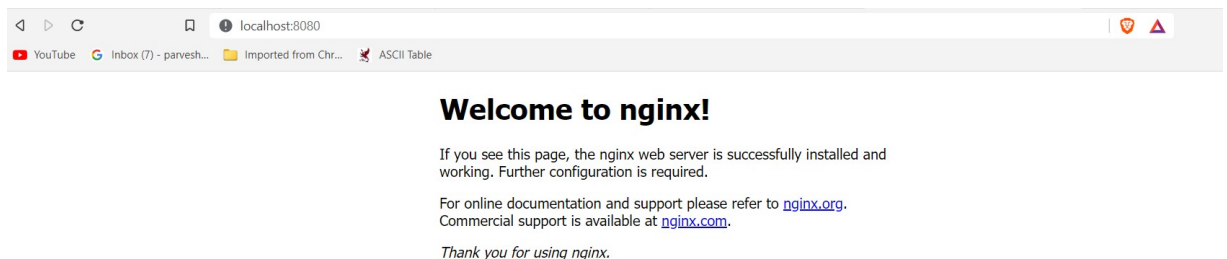 localhost:8080
YouTube Inbox (7) - parvesh... Imported from Chr... ASCII Table
Welcome to nginx!
If you see this page, the nginx web server is successfully installed and
working. Further configuration is required.
For online documentation and support please refer to nginx.org.
Commercial support is available at nginx.com.
Thank you for using nginx.